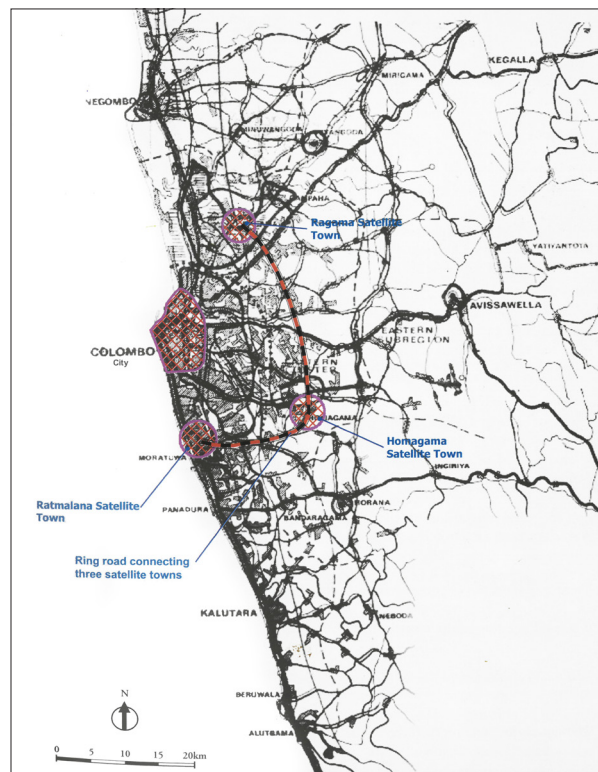 KEGALLA
MIRIGAMA
NEGOMBO
MINUWANGODA
Ragama Satellite
Town
YATIYANTOTA
AVISSAWELLA
EASTERN
SUBREGION
COLOMBO
City
Homagama
Satellite Town
MORATUWA
INGIRIYA
Ratmalana Satellite
Town
PANADURA
HORANA
BANDARAGAMA
Ring road connecting
three satellite towns
KALUTARA
NEBODA
BERUWALA
ALUTGAMA
N
0 5 10 15 20km